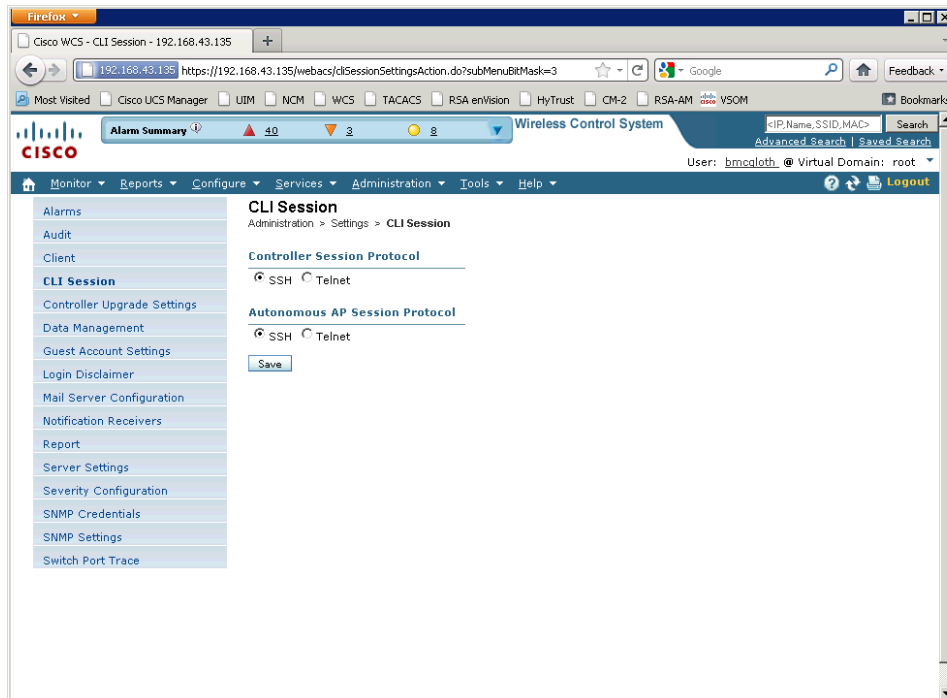 Firefox
Cisco WCS - CLI Session - 192.168.43.135
192.168.43.135 https://192.168.43.135/webacs/cliSessionSettingsAction.do?subMenuBitMask=3
Google
Feedback
Most Visited Cisco UCS Manager UIM NCM WCS TACACS RSA enVision HyTrust CM-2 RSA-AM VSOM Bookmarks
CISCO
Alarm Summary 40 3 8
Wireless Control System
<IP,Name,SSID,MAC> Search
Advanced Search | Saved Search
User: bmcgloth @ Virtual Domain: root
Monitor Reports Configure Services Administration Tools Help Logout
Alarms
Audit
Client
CLI Session
Controller Upgrade Settings
Data Management
Guest Account Settings
Login Disclaimer
Mail Server Configuration
Notification Receivers
Report
Server Settings
Severity Configuration
SNMP Credentials
SNMP Settings
Switch Port Trace
CLI Session
Administration > Settings > CLI Session
Controller Session Protocol
SSH Telnet
Autonomous AP Session Protocol
SSH Telnet
Save